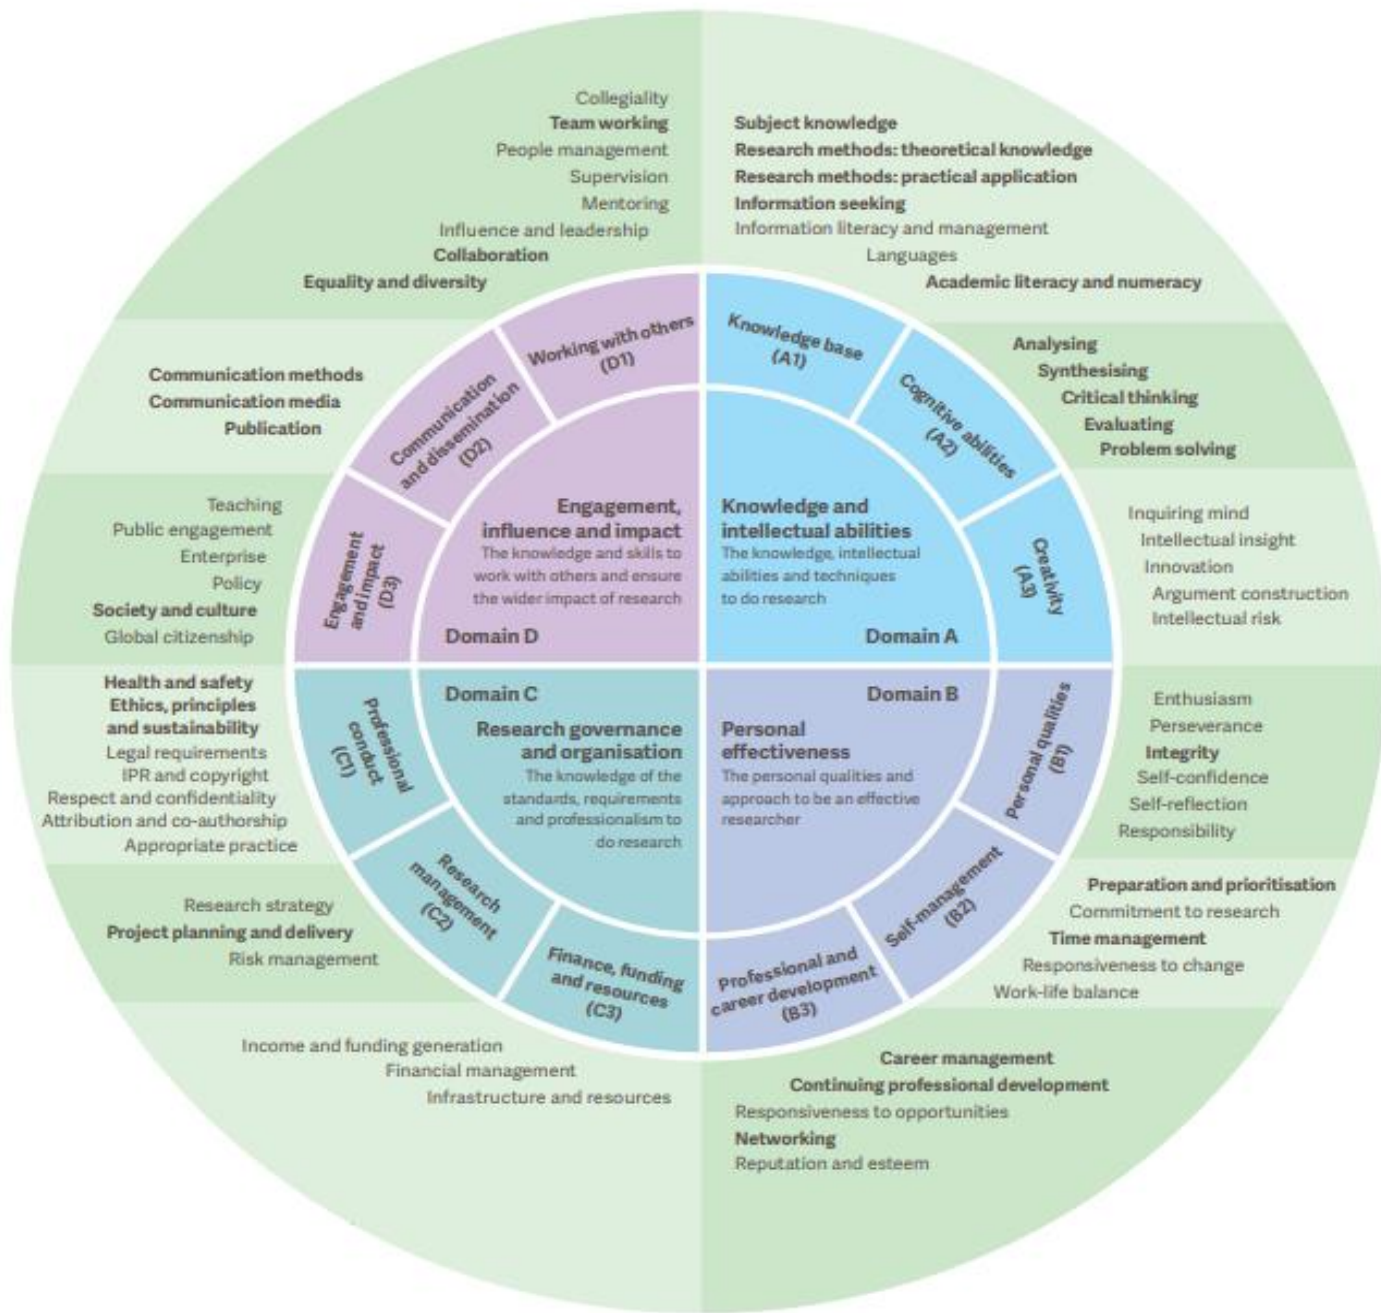 Collegiality
Team working
People management
Supervision
Mentoring
Influence and leadership
Collaboration
Equality and diversity
Subject knowledge
Research methods: theoretical knowledge
Research methods: practical application
Information seeking
Information literacy and management
Languages
Academic literacy and numeracy
Communication methods
Communication media
Publication
Working with others
(D1)
Communication
and dissemination
(D2)
Engagement
and impact
(D3)
Knowledge base
(A1)
Cognitive abilities
(A2)
Creativity
(A3)
Analysing
Synthesising
Critical thinking
Evaluating
Problem solving
Teaching
Public engagement
Enterprise
Policy
Society and culture
Global citizenship
Engagement,
influence and impact
The knowledge and skills to
work with others and ensure
the wider impact of research
Domain D
Knowledge and
intellectual abilities
The knowledge, intellectual
abilities and techniques
to do research
Domain A
Inquiring mind
Intellectual insight
Innovation
Argument construction
Intellectual risk
Health and safety
Ethics, principles
and sustainability
Legal requirements
IPR and copyright
Respect and confidentiality
Attribution and co-authorship
Appropriate practice
Professional
conduct
(C1)
Research
management
(C2)
Finance, funding
and resources
(C3)
Domain C
Research governance
and organisation
The knowledge of the
standards, requirements
and professionalism to
do research
Domain B
Personal
effectiveness
The personal qualities and
approach to be an effective
researcher
Personal qualities
(B1)
Self-management
(B2)
Professional and
career development
(B3)
Enthusiasm
Perseverance
Integrity
Self-confidence
Self-reflection
Responsibility
Research strategy
Project planning and delivery
Risk management
Preparation and prioritisation
Commitment to research
Time management
Responsiveness to change
Work-life balance
Income and funding generation
Financial management
Infrastructure and resources
Career management
Continuing professional development
Responsiveness to opportunities
Networking
Reputation and esteem